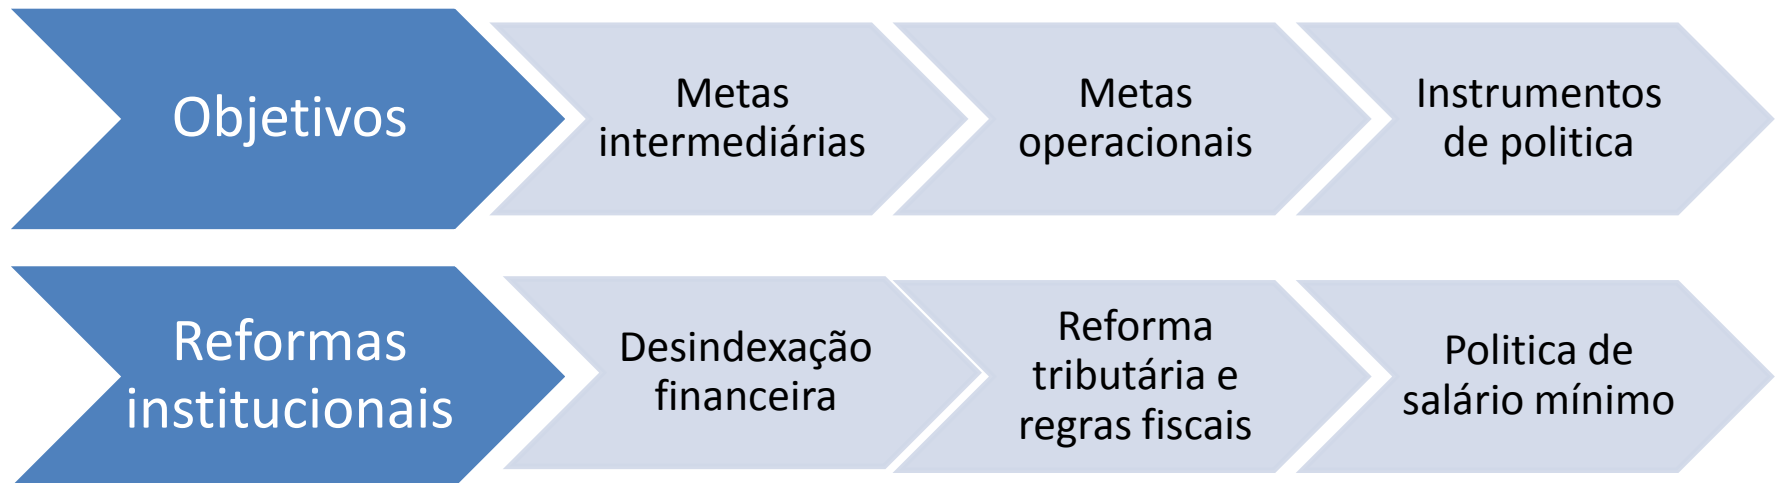 Objetivos
Metas
intermediárias
Metas
operacionais
Instrumentos
de politica
Reformas
institucionais
Desindexação
financeira
Reforma
tributária e
regras fiscais
Politica de
salário mínimo